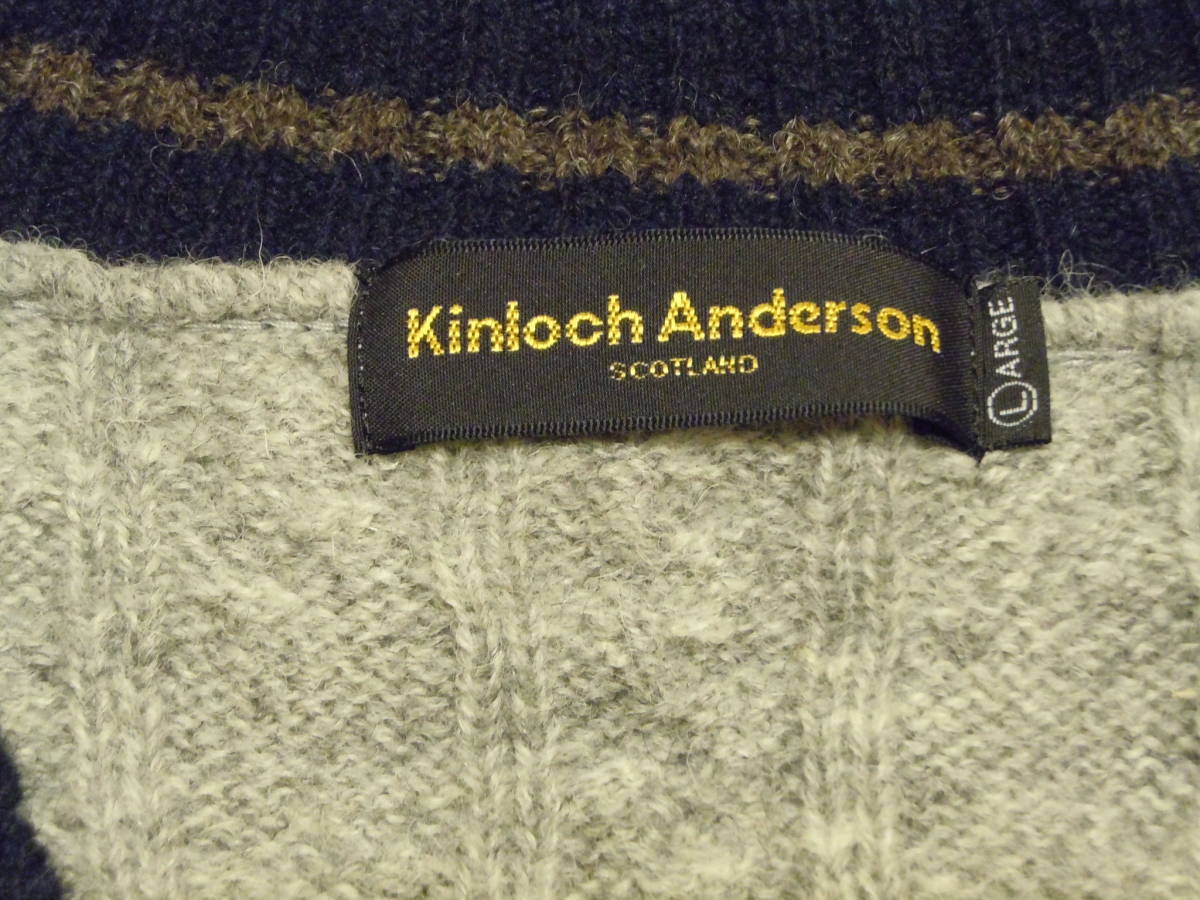 Kinloch Anderson
SCOTLAND
LARGE